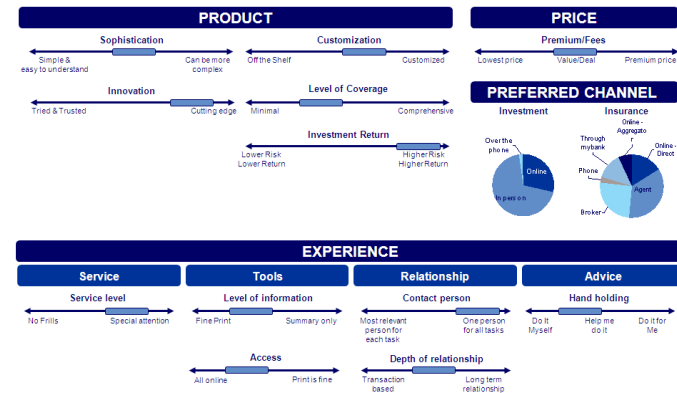 PRODUCT
Sophistication
Simple &
easy to understand
Can be more
complex
Customization
Off the Shelf
Customized
Innovation
Tried & Trusted
Cutting edge
Level of Coverage
Minimal
Comprehensive
Investment Return
Lower Risk
Lower Return
Higher Risk
Higher Return
PRICE
Premium/Fees
Lowest price
Value/Deal
Premium price
PREFERRED CHANNEL
Investment
Over the
phone
Online
In person
Insurance
Online -
Aggregato
r
Through
my bank
Online -
Direct
Phone
Agent
Broker
EXPERIENCE
Service
Service level
No Frills
Special attention
Tools
Level of information
Fine Print
Summary only
Access
All online
Print is fine
Relationship
Contact person
Most relevant
person for
each task
One person
for all tasks
Depth of relationship
Transaction
based
Long term
relationship
Advice
Hand holding
Do It
Myself
Help me
do it
Do it for
Me